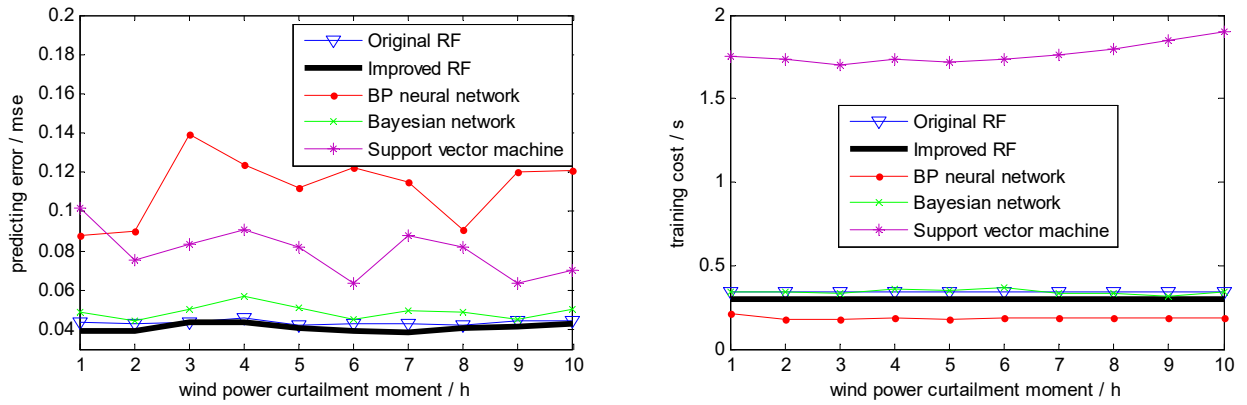 0.2
0.18
0.16
0.14
0.12
0.1
0.08
0.06
0.04
predicting error / mse
1 2 3 4 5 6 7 8 9 10
wind power curtailment moment / h
Original RF
Improved RF
BP neural network
Bayesian network
Support vector machine
2
1.5
1
0.5
0
training cost / s
1 2 3 4 5 6 7 8 9 10
wind power curtailment moment / h
Original RF
Improved RF
BP neural network
Bayesian network
Support vector machine